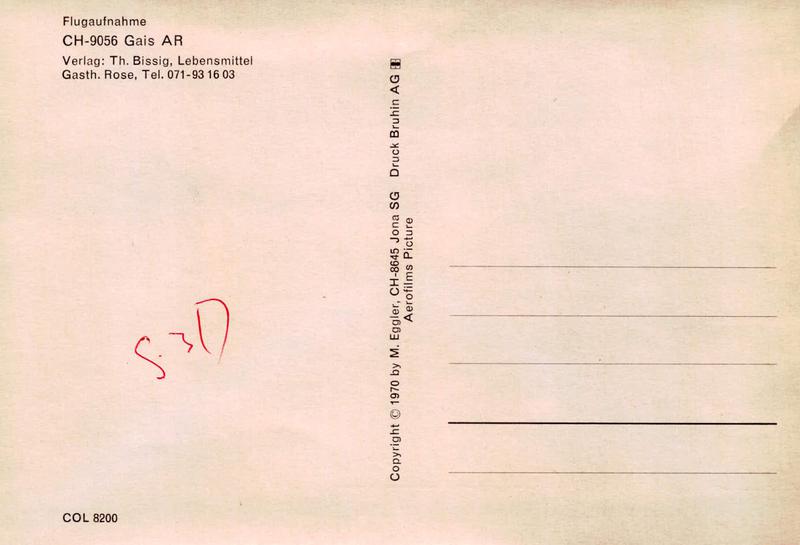 Flugaufnahme
CH-9056 Gais AR
Verlag: Th. Bissig, Lebensmittel
Gasth. Rose, Tel. 071-93 16 03
Copyright © 1970 by M. Eggler, CH-8645 Jona SG Druck Bruhin AG
Aerofilms Picture
COL 8200